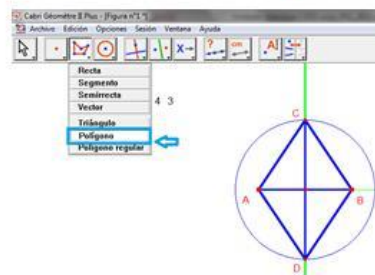 Cabri Géomètre II Plus - [Figura n°1 *]
Archivo Edición Opciones Sesión Ventana Ayuda
Recta
Segmento
Semirrecta
Vector
Triángulo
Polígono
Polígono regular
4 3
C
A
B
D